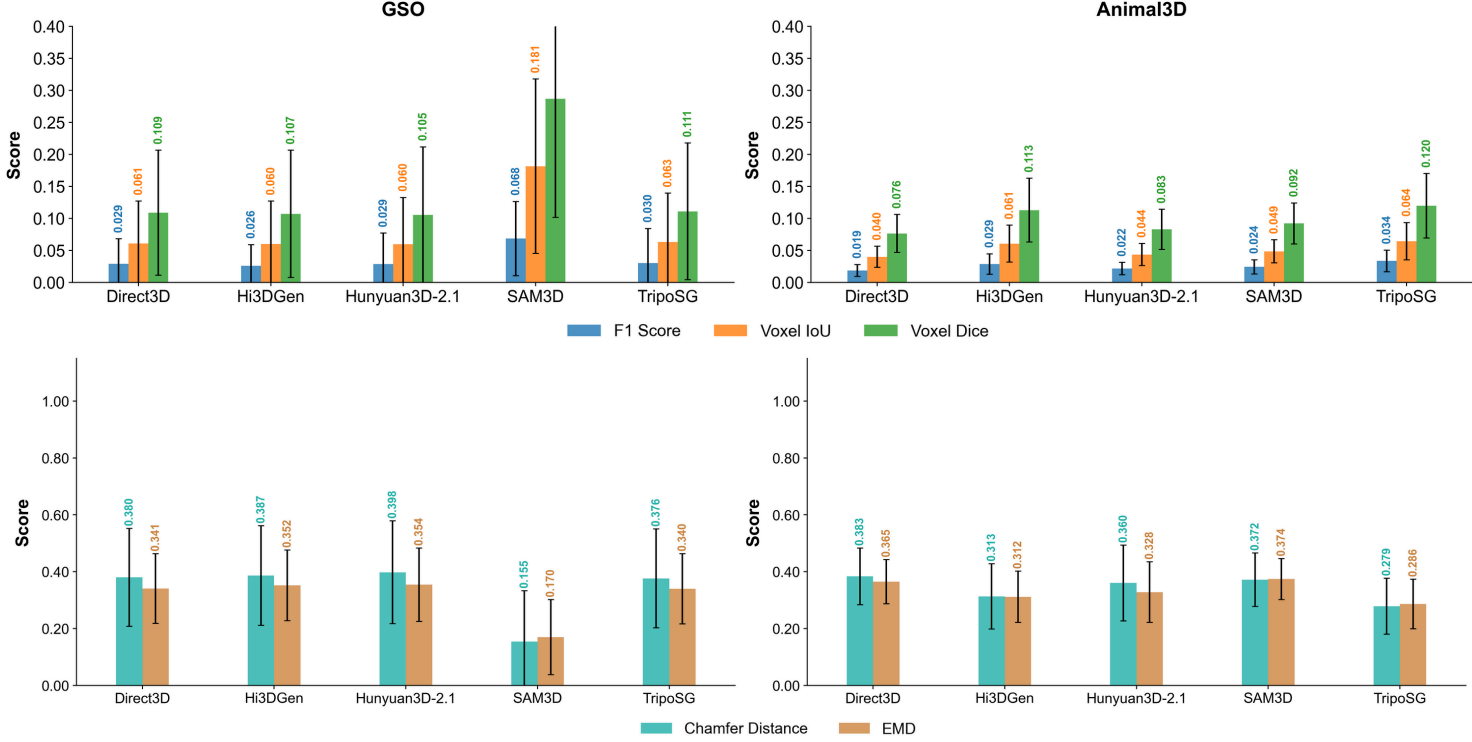 GSO
Animal3D
Score
0.40
0.35
0.30
0.25
0.20
0.15
0.10
0.05
0.00
0.029
0.061
0.109
0.026
0.060
0.107
0.029
0.060
0.105
0.068
0.181
0.030
0.063
0.111
Direct3D
Hi3DGen
Hunyuan3D-2.1
SAM3D
TripoSG
Score
0.40
0.35
0.30
0.25
0.20
0.15
0.10
0.05
0.00
0.019
0.040
0.076
0.029
0.061
0.113
0.022
0.044
0.083
0.024
0.049
0.092
0.034
0.064
0.120
Direct3D
Hi3DGen
Hunyuan3D-2.1
SAM3D
TripoSG
F1 Score
Voxel IoU
Voxel Dice
Score
1.00
0.80
0.60
0.40
0.20
0.00
0.380
0.341
0.387
0.352
0.398
0.354
0.155
0.170
0.376
0.340
Direct3D
Hi3DGen
Hunyuan3D-2.1
SAM3D
TripoSG
Score
1.00
0.80
0.60
0.40
0.20
0.00
0.383
0.365
0.313
0.312
0.360
0.328
0.372
0.374
0.279
0.286
Direct3D
Hi3DGen
Hunyuan3D-2.1
SAM3D
TripoSG
Chamfer Distance
EMD